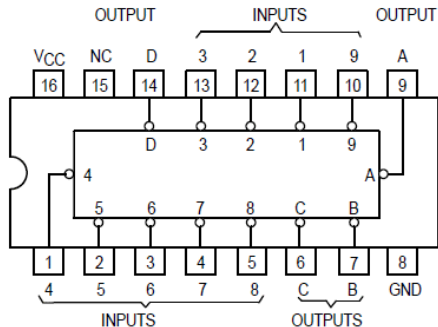 OUTPUT INPUTS OUTPUT
VCC NC D 3 2 1 9 A
16 15 14 13 12 11 10 9
D 3 2 1 9
4 A
5 6 7 8 C B
1 2 3 4 5 6 7 8
4 5 6 7 8 C B GND
INPUTS OUTPUTS